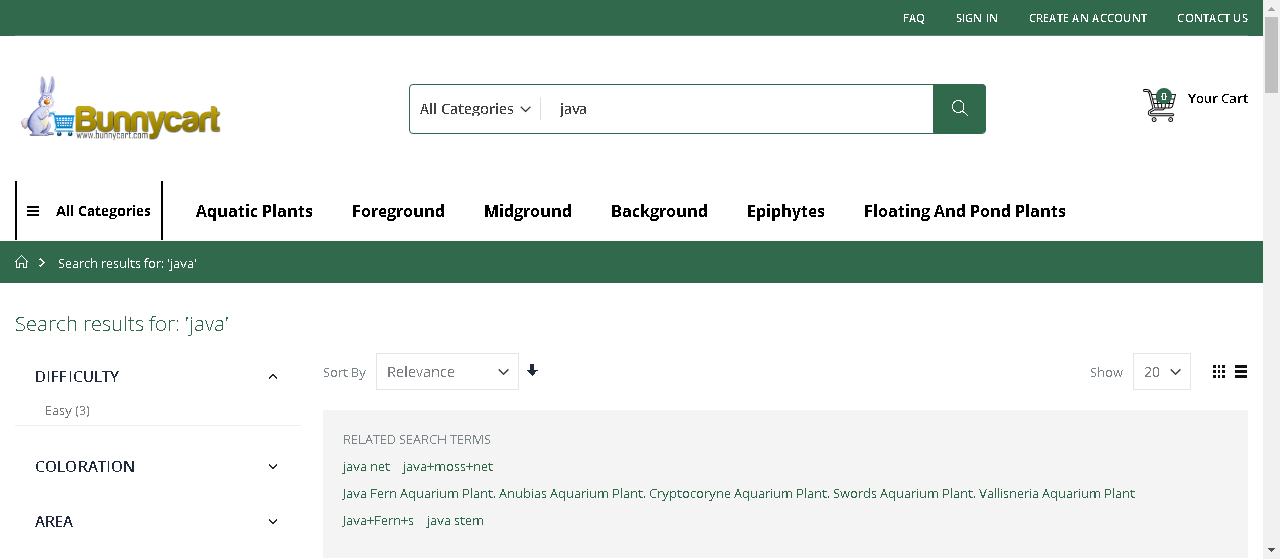 FAQ SIGN IN CREATE AN ACCOUNT CONTACT US
Bunnycart
www.bunnycart.com
All Categories java
0 Your Cart
All Categories Aquatic Plants Foreground Midground Background Epiphytes Floating And Pond Plants
Search results for: 'java'
Search results for: 'java'
DIFFICULTY
Easy (3)
COLORATION
AREA
Sort By Relevance Show 20
RELATED SEARCH TERMS
java net java+moss+net
Java Fern Aquarium Plant. Anubias Aquarium Plant. Cryptocoryne Aquarium Plant. Swords Aquarium Plant. Vallisneria Aquarium Plant
Java+Fern+s java stem